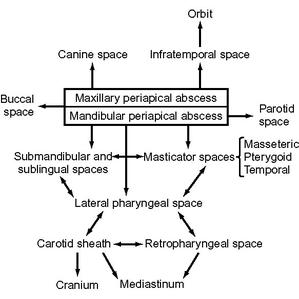 Orbit
Canine space
Infratemporal space
Maxillary periapical abscess
Buccal
space
Mandibular periapical abscess
Parotid
space
Submandibular and
sublingual spaces
Masticator spaces
Masseteric
Pterygoid
Temporal
Lateral pharyngeal space
Carotid sheath
Retropharyngeal space
Cranium
Mediastinum